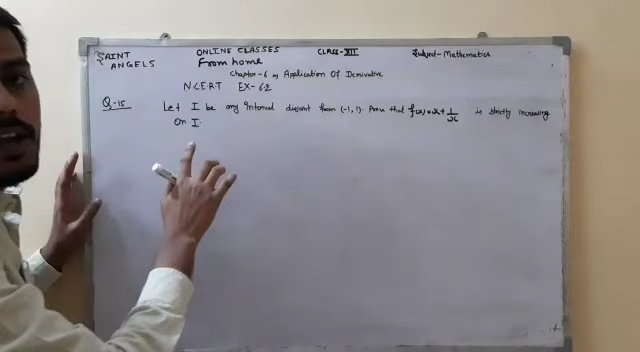 SAINT ONLINE CLASSES CLASS-XII Subject-Mathematics
ANGELS From home
Chapter-6 Application Of Derivative
NCERT EX-6.2
Q-15 Let I be any interval disjoint from (-1, 1). Prove that f(x) = x + 1/x is strictly increasing
on I.